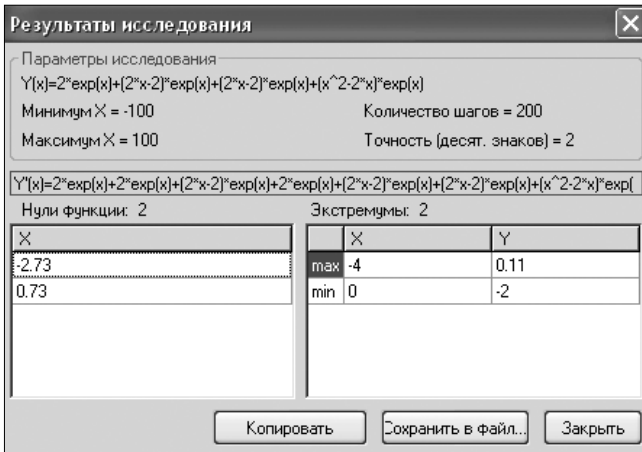 Результаты исследования
Параметры исследования
Y(x)=2*exp(x)+(2*x-2)*exp(x)+(2*x-2)*exp(x)+(x^2-2*x)*exp(x)
Минимум X = -100 Количество шагов = 200
Максимум X = 100 Точность (десят. знаков) = 2
Y'(x)=2*exp(x)+2*exp(x)+(2*x-2)*exp(x)+2*exp(x)+(2*x-2)*exp(x)+(2*x-2)*exp(x)+(x^2-2*x)*exp(
Нули функции: 2 Экстремумы: 2
X X Y
-2.73 max -4 0.11
0.73 min 0 -2
Копировать Сохранить в файл... Закрыть